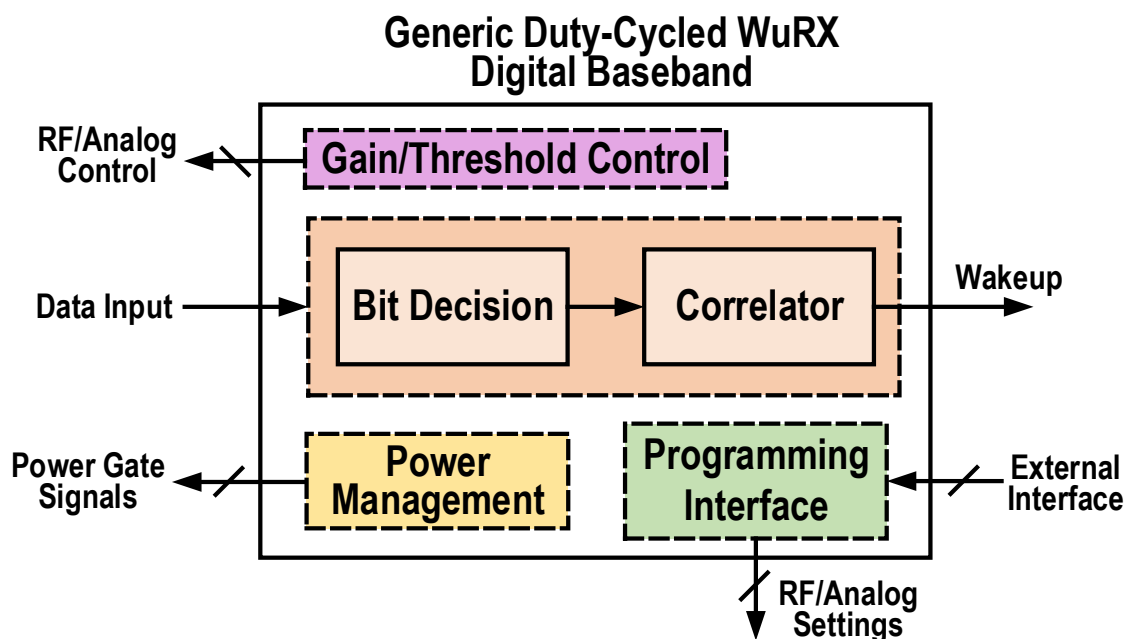 Generic Duty-Cycled WuRX
Digital Baseband
RF/Analog
Control
Gain/Threshold Control
Data Input
Bit Decision
Correlator
Wakeup
Power Gate
Signals
Power
Management
Programming
Interface
External
Interface
RF/Analog
Settings